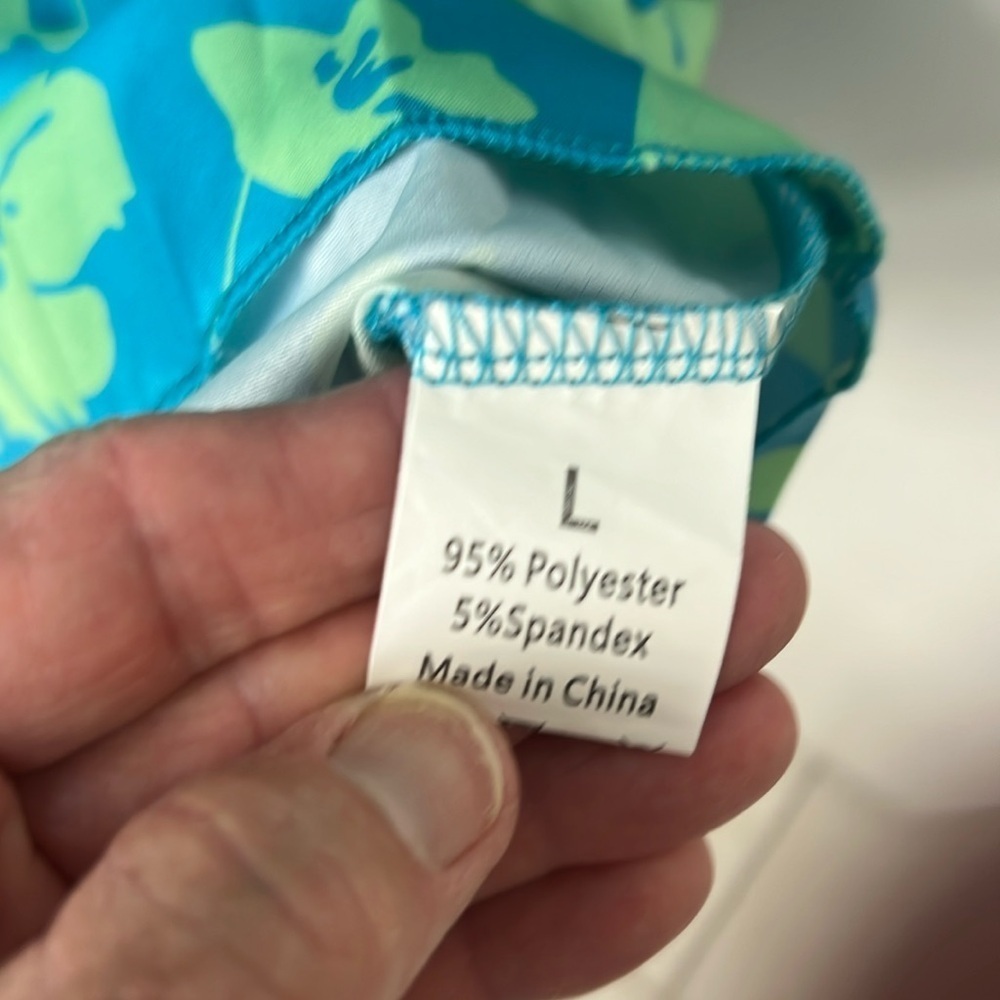 L
95% Polyester
5%Spandex
Made in China